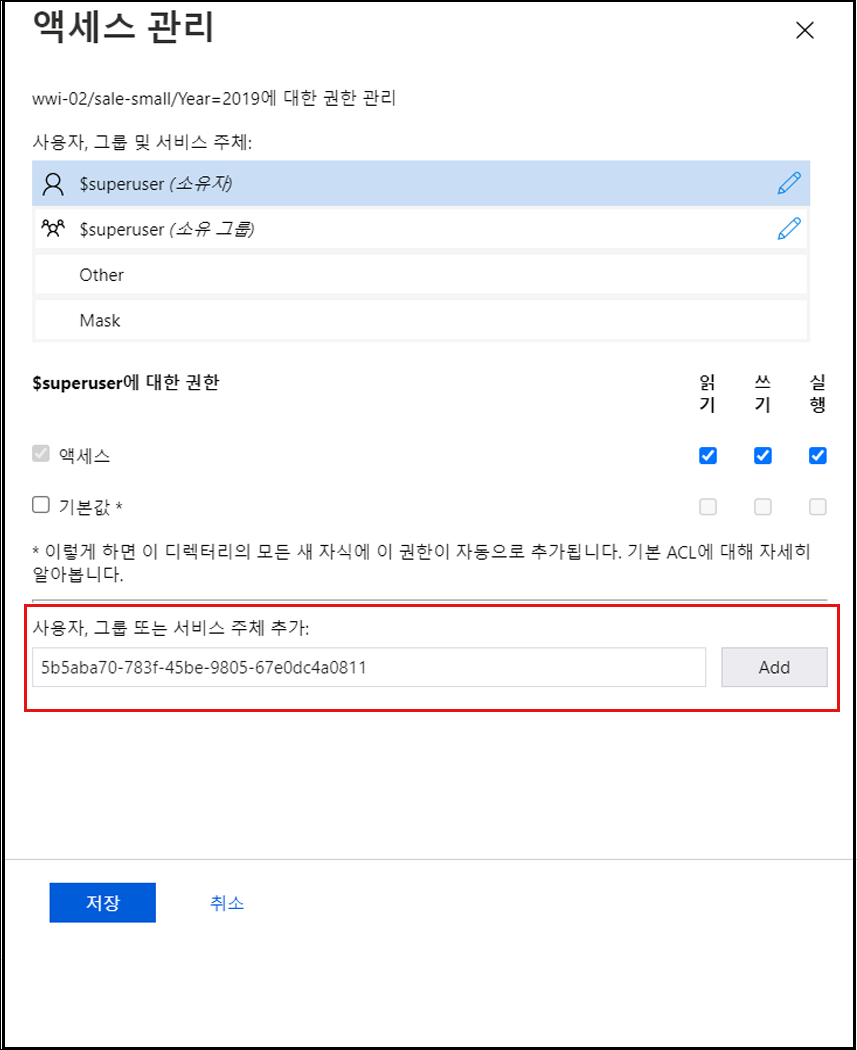 액세스 관리
wwi-02/sale-small/Year=2019에 대한 권한 관리
사용자, 그룹 및 서비스 주체:
$superuser (소유자)
$superuser (소유 그룹)
Other
Mask
$superuser에 대한 권한 읽기 쓰기 실행
액세스
기본값 *
* 이렇게 하면 이 디렉터리의 모든 새 자식에 이 권한이 자동으로 추가됩니다. 기본 ACL에 대해 자세히
알아봅니다.
사용자, 그룹 또는 서비스 주체 추가:
5b5aba70-783f-45be-9805-67e0dc4a0811 Add
저장 취소